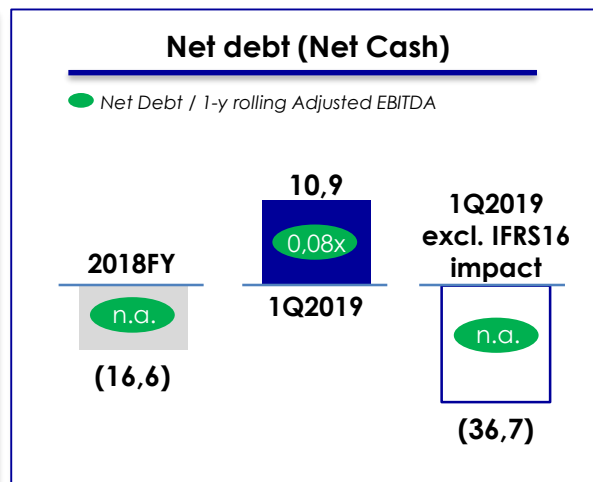 Net debt (Net Cash)
Net Debt / 1-y rolling Adjusted EBITDA
2018FY
n.a.
(16,6)
10,9
0,08x
1Q2019
1Q2019
excl. IFRS16
impact
n.a.
(36,7)